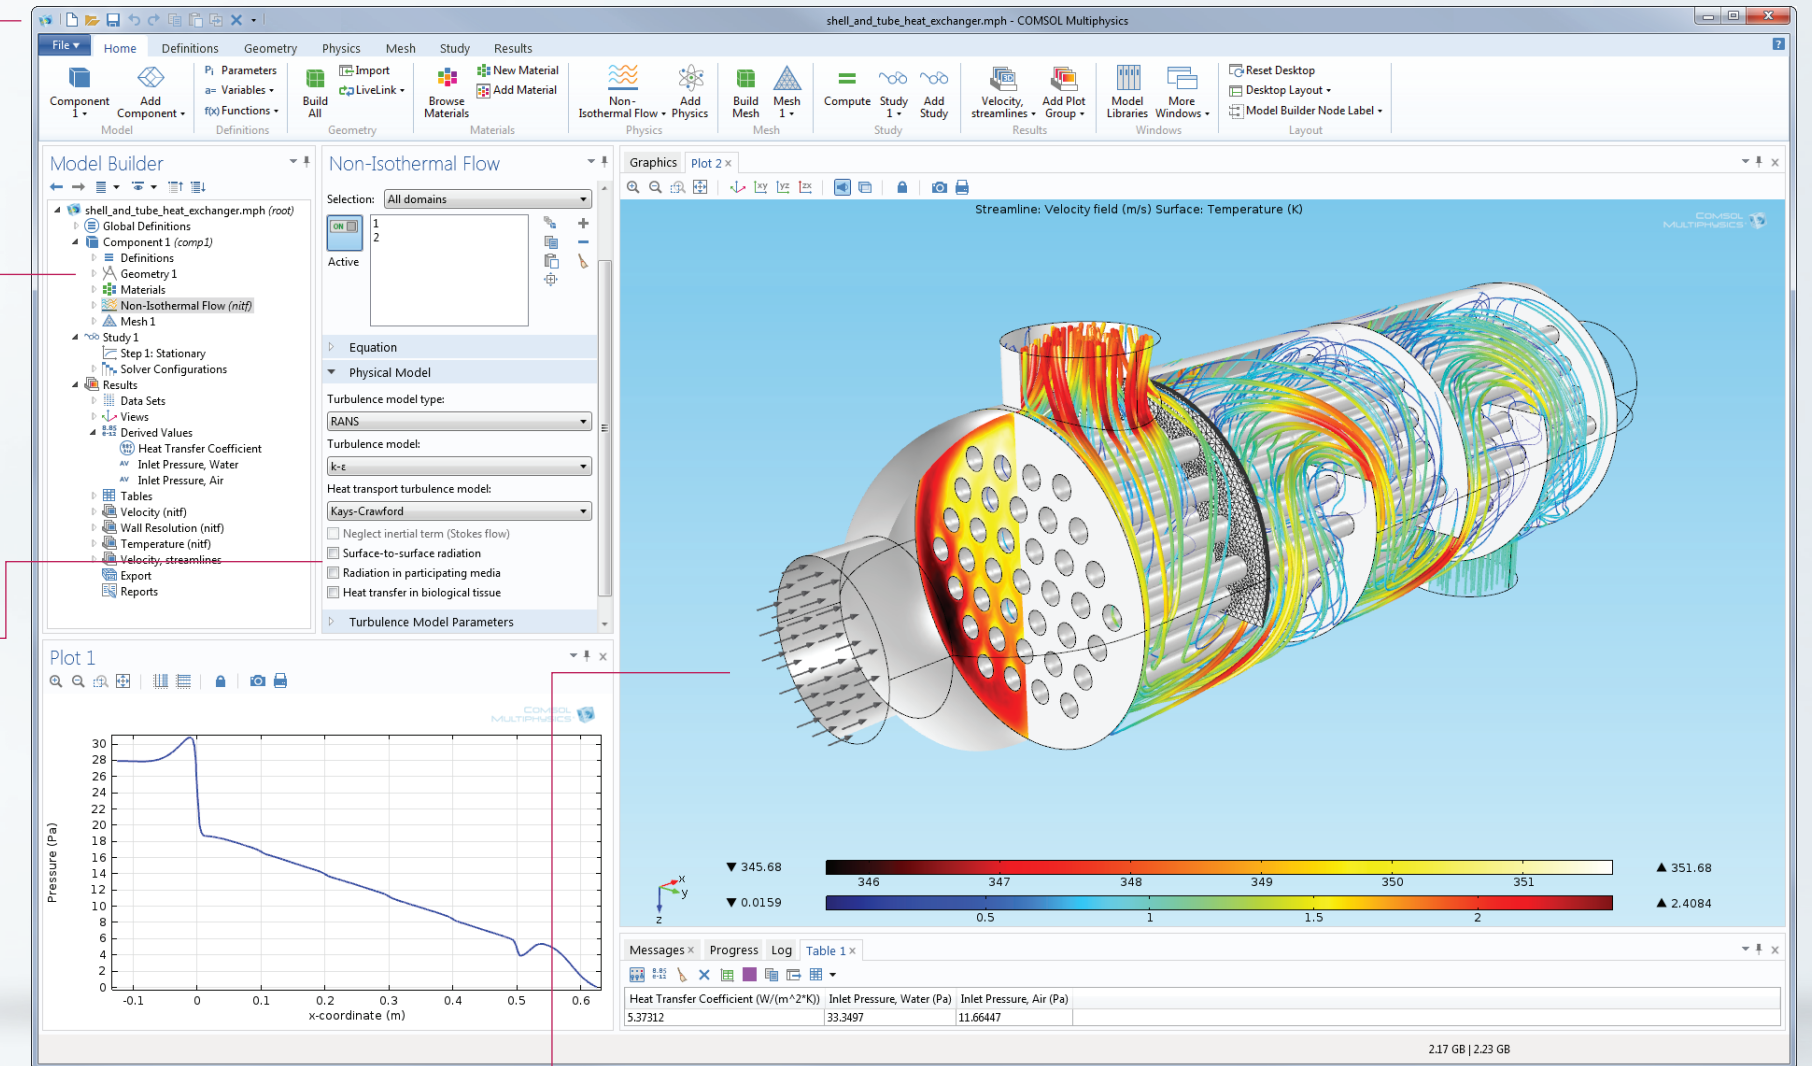 shell_and_tube_heat_exchanger.mph - COMSOL Multiphysics
File Home Definitions Geometry Physics Mesh Study Results
Component 1
Add Component
Model
Pi Parameters
a= Variables
f(x) Functions
Definitions
Build All
Import
LiveLink
Geometry
Browse Materials
New Material
Add Material
Materials
Non-Isothermal Flow
Add Physics
Physics
Build Mesh
Mesh 1
Mesh
Compute
Study 1
Add Study
Study
Velocity, streamlines
Add Plot Group
Results
Model Libraries
More Windows
Windows
Reset Desktop
Desktop Layout
Model Builder Node Label
Layout
Model Builder
shell_and_tube_heat_exchanger.mph (root)
Global Definitions
Component 1 (comp1)
Definitions
Geometry 1
Materials
Non-Isothermal Flow (nitf)
Mesh 1
Study 1
Step 1: Stationary
Solver Configurations
Results
Data Sets
Views
Derived Values
Heat Transfer Coefficient
Inlet Pressure, Water
Inlet Pressure, Air
Tables
Velocity (nitf)
Wall Resolution (nitf)
Temperature (nitf)
Velocity, streamlines
Export
Reports
Non-Isothermal Flow
Selection: All domains
ON
Active
1
2
Equation
Physical Model
Turbulence model type:
RANS
Turbulence model:
k-ε
Heat transport turbulence model:
Kays-Crawford
Neglect inertial term (Stokes flow)
Surface-to-surface radiation
Radiation in participating media
Heat transfer in biological tissue
Turbulence Model Parameters
Plot 1
COMSOL
MULTIPHYSICS
30
28
26
24
22
20
18
16
14
12
10
8
6
4
2
0
Pressure (Pa)
-0.1 0 0.1 0.2 0.3 0.4 0.5 0.6
x-coordinate (m)
Graphics Plot 2
xy yz zx
Streamline: Velocity field (m/s) Surface: Temperature (K)
COMSOL
MULTIPHYSICS
x
y
z
345.68 351.68
346 347 348 349 350 351
0.0159 2.4084
0.5 1 1.5 2
Messages Progress Log Table 1
8.85
e-12
Heat Transfer Coefficient (W/(m^2*K)) Inlet Pressure, Water (Pa) Inlet Pressure, Air (Pa)
5.37312 33.3497 11.66447
2.17 GB | 2.23 GB